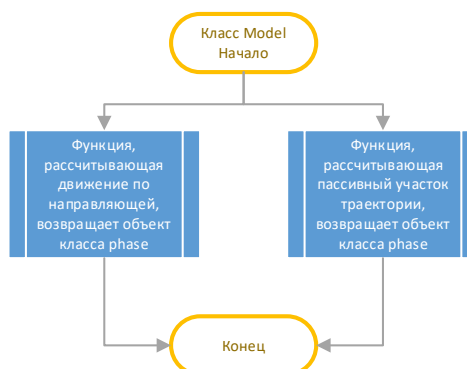 Класс Model
Начало
Функция,
рассчитывающая
движение по
направляющей,
возвращает объект
класса phase
Функция,
рассчитывающая
пассивный участок
траектории,
возвращает объект
класса phase
Конец